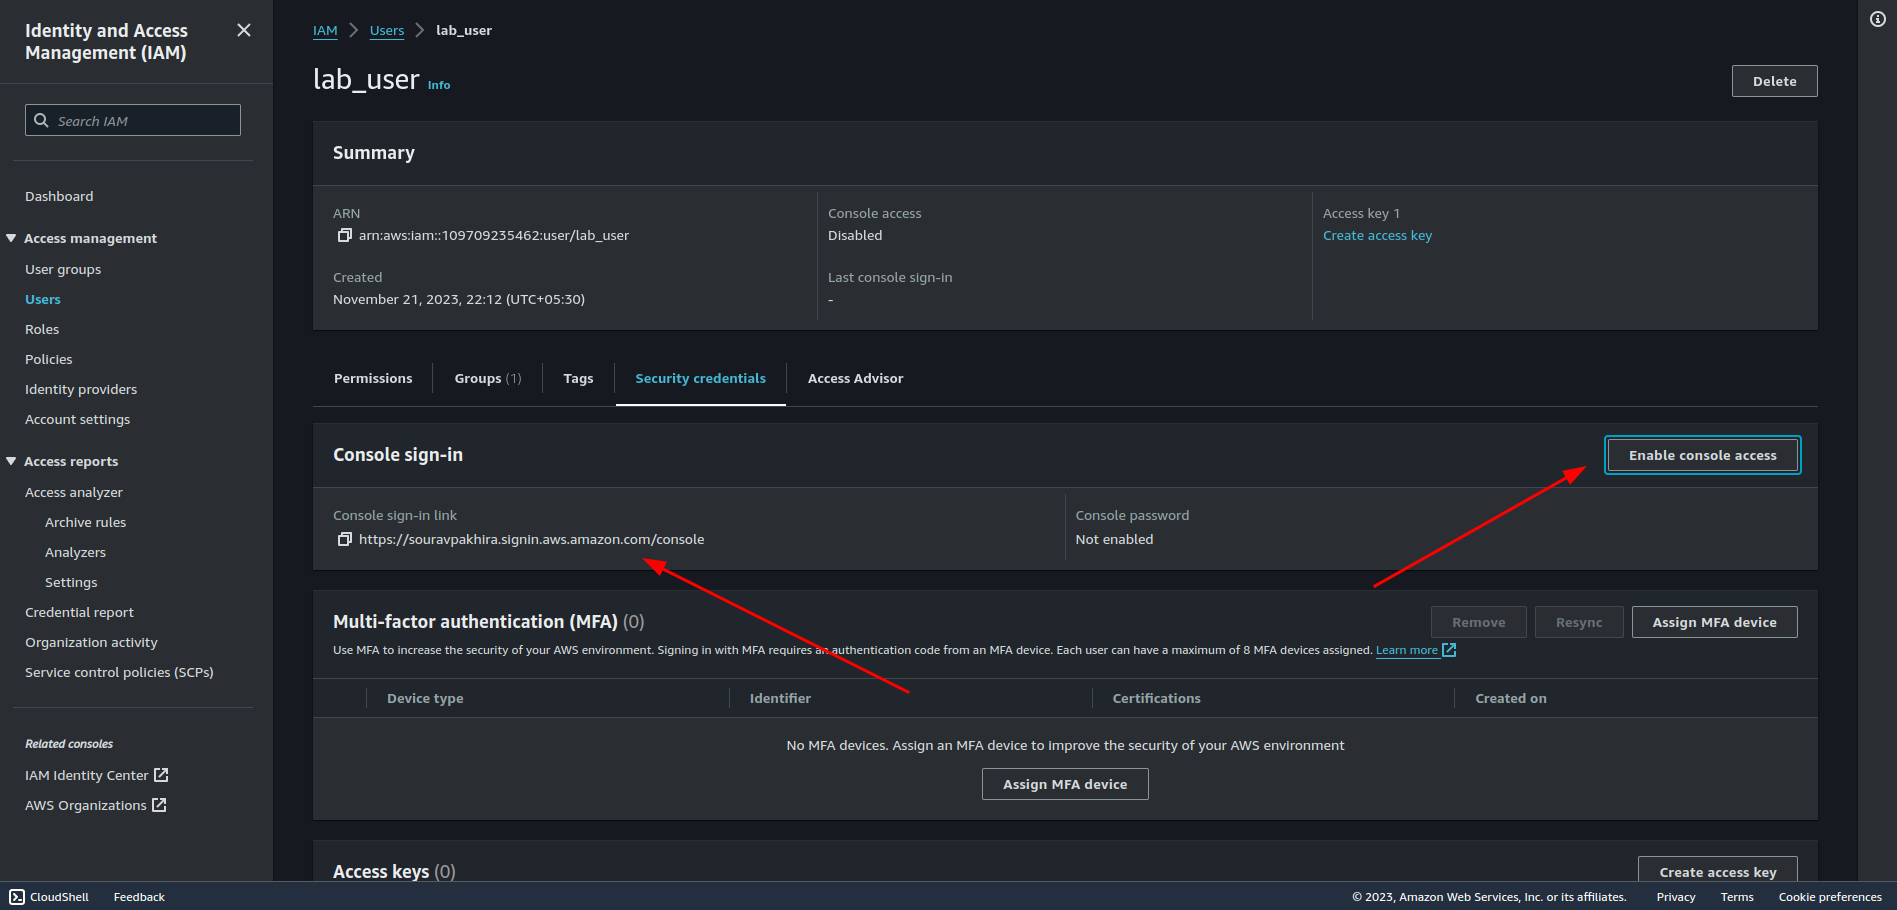 Identity and Access
Management (IAM)
Search IAM
Dashboard
Access management
User groups
Users
Roles
Policies
Identity providers
Account settings
Access reports
Access analyzer
Archive rules
Analyzers
Settings
Credential report
Organization activity
Service control policies (SCPs)
Related consoles
IAM Identity Center
AWS Organizations
IAM Users lab_user
lab_user Info
Delete
Summary
ARN
arn:aws:iam::109709235462:user/lab_user
Created
November 21, 2023, 22:12 (UTC+05:30)
Console access
Disabled
Last console sign-in
-
Access key 1
Create access key
Permissions Groups (1) Tags Security credentials Access Advisor
Console sign-in
Enable console access
Console sign-in link
https://souravpakhira.signin.aws.amazon.com/console
Console password
Not enabled
Multi-factor authentication (MFA) (0)
Remove Resync Assign MFA device
Use MFA to increase the security of your AWS environment. Signing in with MFA requires an authentication code from an MFA device. Each user can have a maximum of 8 MFA devices assigned. Learn more
Device type Identifier Certifications Created on
No MFA devices. Assign an MFA device to improve the security of your AWS environment
Assign MFA device
Access keys (0)
Create access key
CloudShell Feedback © 2023, Amazon Web Services, Inc. or its affiliates. Privacy Terms Cookie preferences